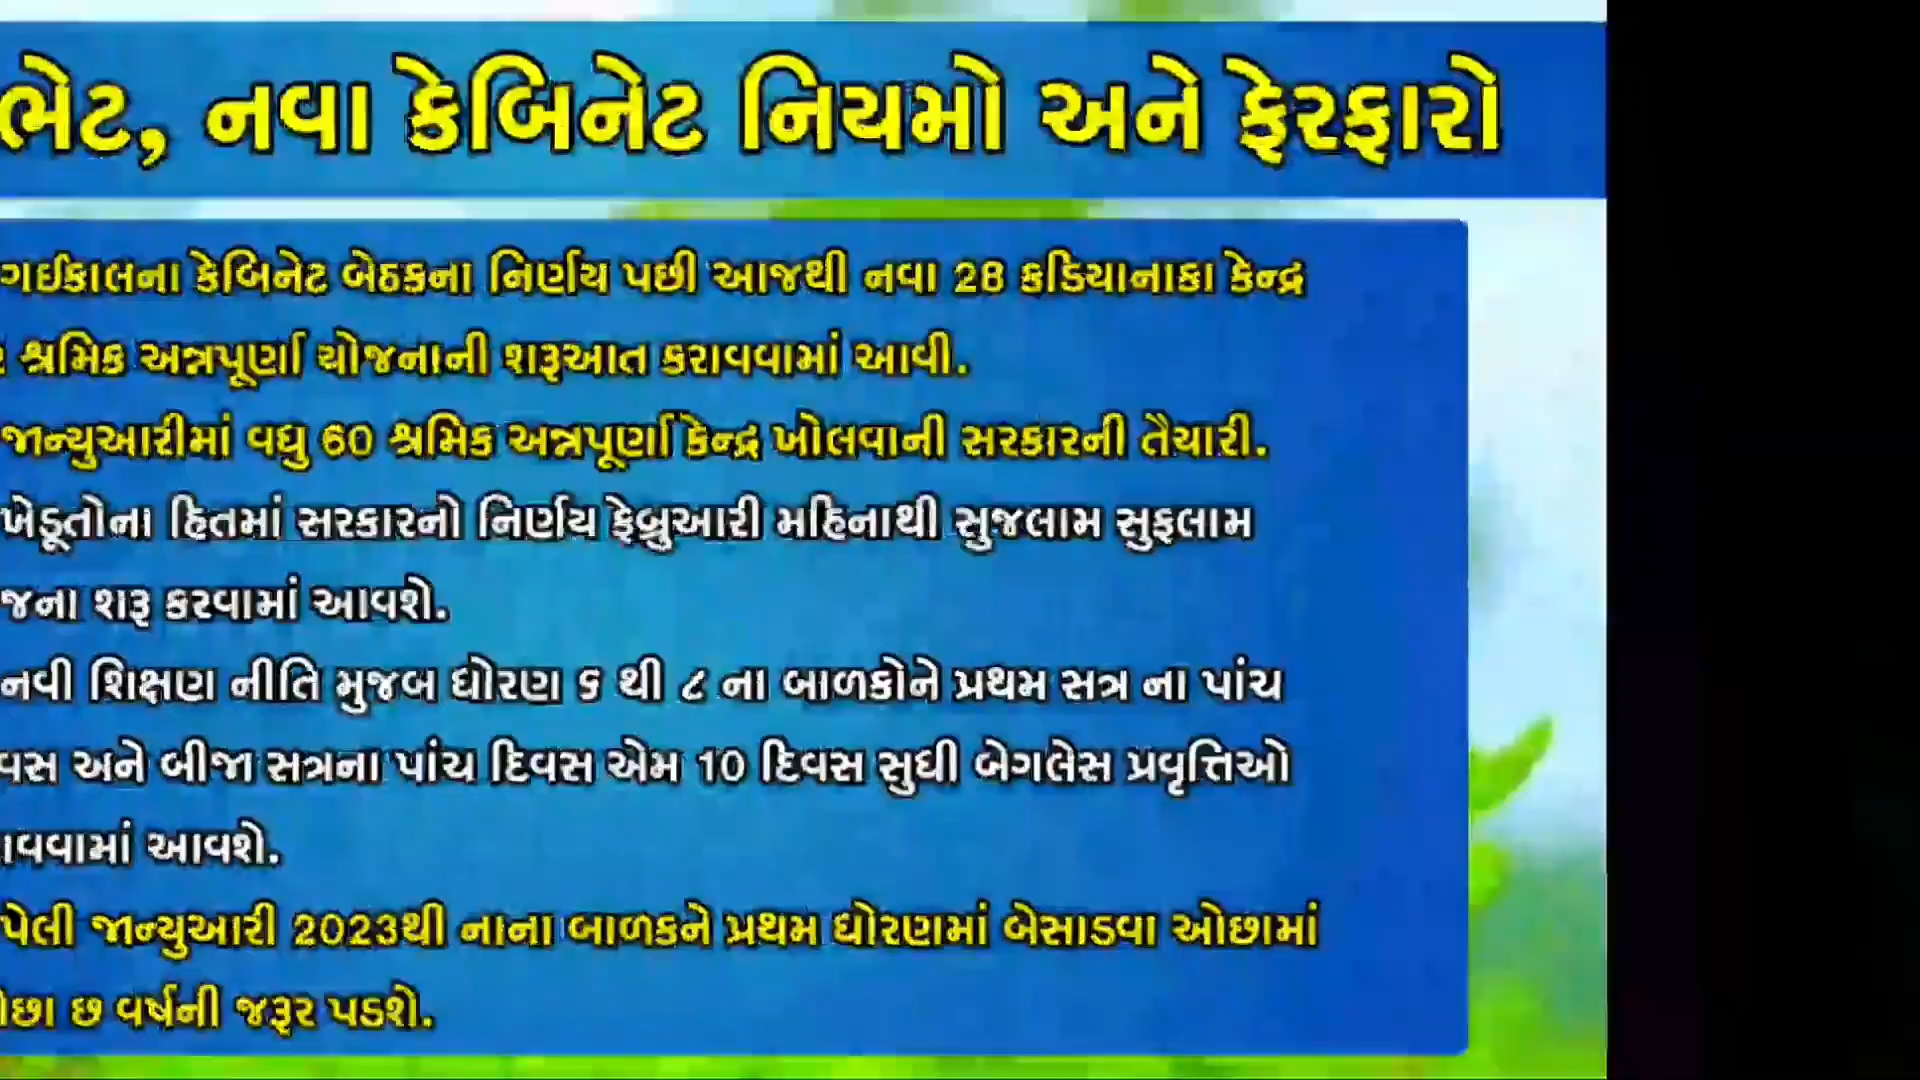 ભેટ, નવા કેબિનેટ નિયમો અને ફેરફારો
ગઈકાલના કેબિનેટ બેઠકના નિર્ણય પછી આજથી નવા 28 કડિયાનાકા કેન્દ્ર
શ્રમિક અન્નપૂર્ણા યોજનાની શરૂઆત કરાવવામાં આવી.
જાન્યુઆરીમાં વધુ 60 શ્રમિક અન્નપૂર્ણા કેન્દ્ર ખોલવાની સરકારની તૈયારી.
ખેડૂતોના હિતમાં સરકારનો નિર્ણય ફેબ્રુઆરી મહિનાથી સુજલામ સુફલામ
જના શરૂ કરવામાં આવશે.
નવી શિક્ષણ નીતિ મુજબ ધોરણ ૬ થી ૮ ના બાળકોને પ્રથમ સત્ર ના પાંચ
વસ અને બીજા સત્રના પાંચ દિવસ એમ 10 દિવસ સુધી બેગલેસ પ્રવૃત્તિઓ
ાવવામાં આવશે.
પેલી જાન્યુઆરી 2023થી નાના બાળકને પ્રથમ ધોરણમાં બેસાડવા ઓછામાં
ોછા છ વર્ષની જરૂર પડશે.